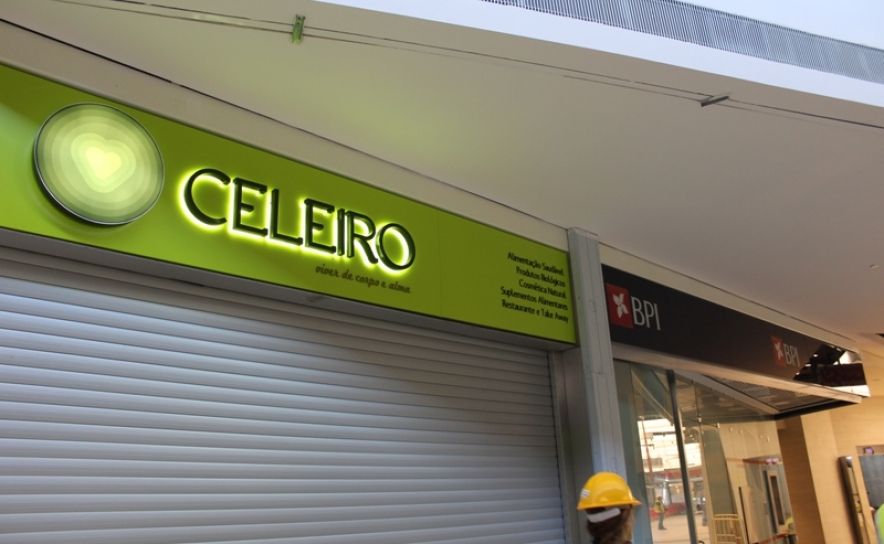 CELEIRO
viver de corpo e alma
Alimentação Saudável
Produtos Biológicos
Cosmética Natural
Suplementos Alimentares
Restaurante e Take Away
BPI
BPI